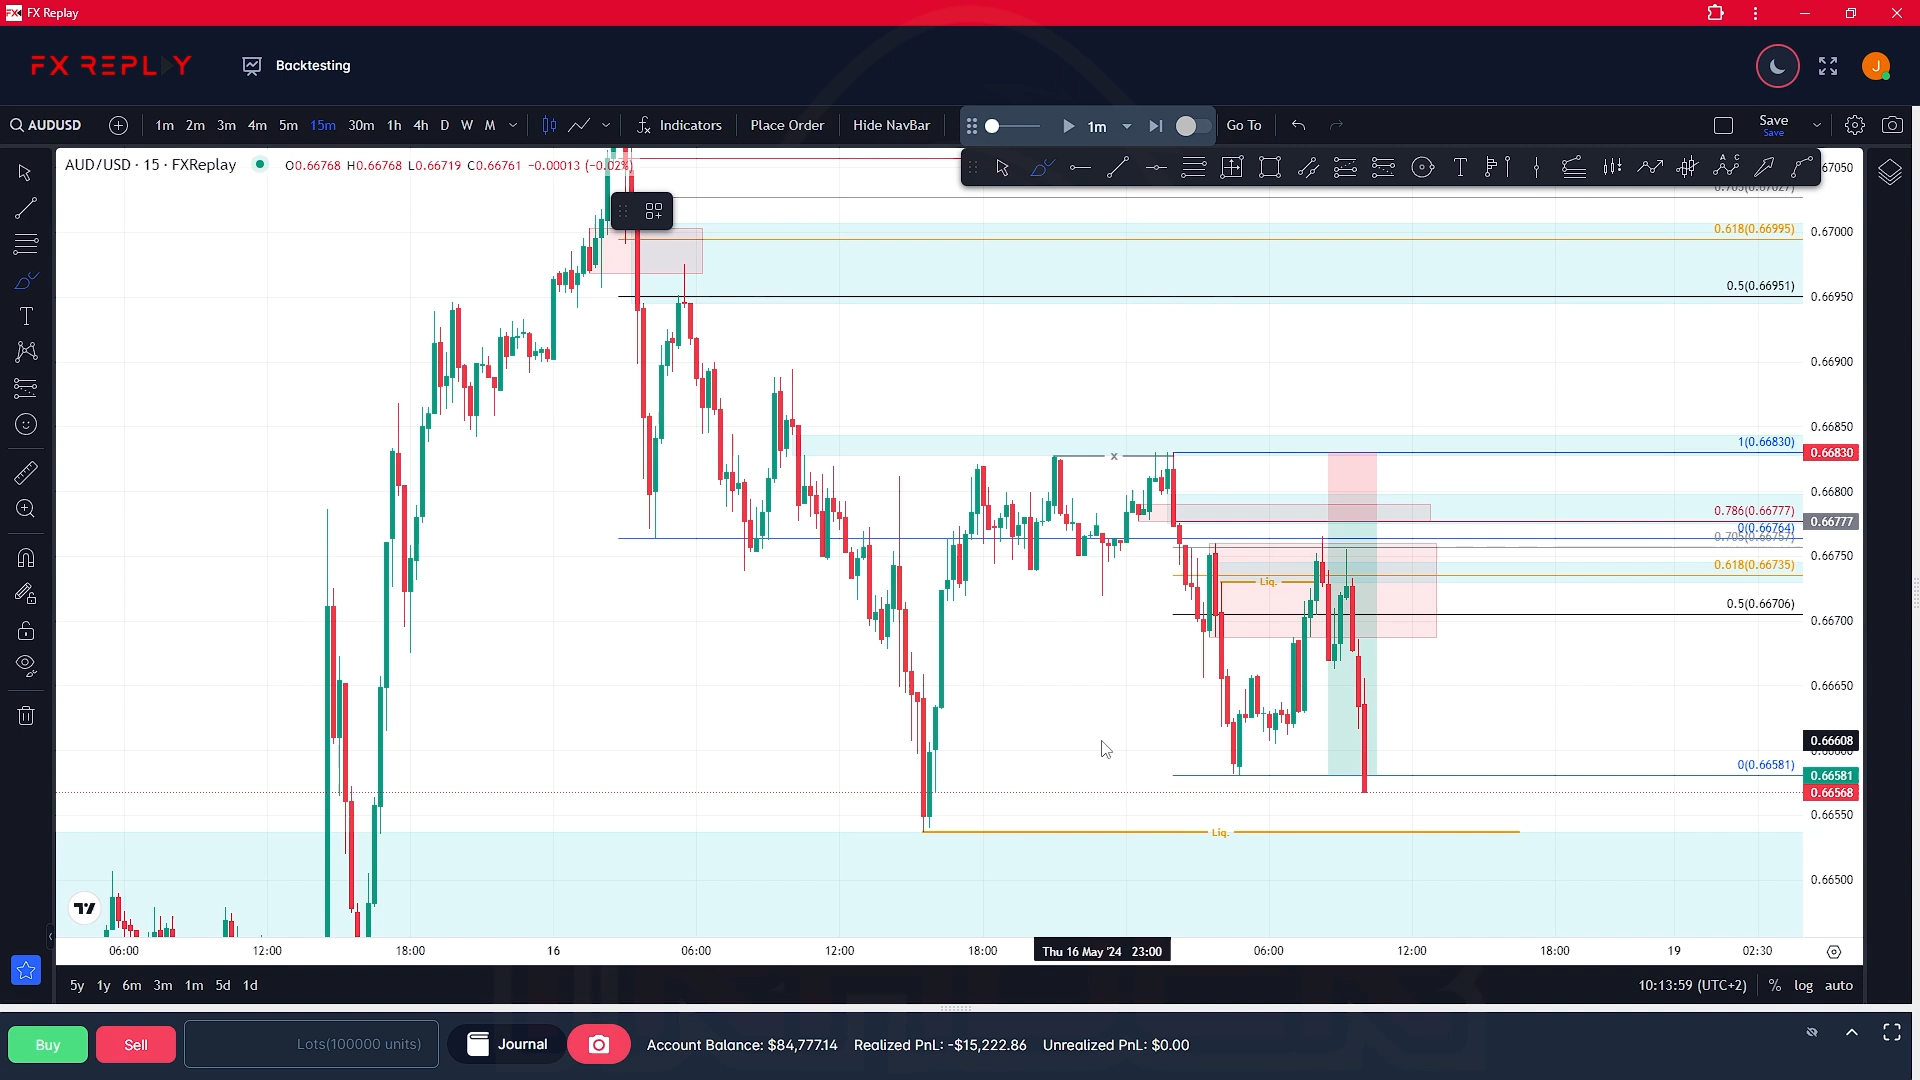 FX Replay
FX REPLAY
Backtesting
J
AUDUSD
1m 2m 3m 4m 5m 15m 30m 1h 4h D W M
Indicators
Place Order
Hide NavBar
1m
Go To
Save
Save
AUD/USD · 15 · FXReplay
O0.66768 H0.66768 L0.66719 C0.66761 −0.00013 (−0.02%)
0.618(0.66995)
0.5(0.66951)
1(0.66830)
0.786(0.66777)
0(0.66764)
0.705(0.66757)
0.618(0.66735)
0.5(0.66706)
0(0.66581)
x
Liq.
Liq.
67050
0.67000
0.66950
0.66900
0.66850
0.66830
0.66800
0.66777
0.66750
0.66700
0.66650
0.66608
0.66581
0.66568
0.66550
0.66500
06:00 12:00 18:00 16 06:00 12:00 18:00 Thu 16 May '24 23:00 06:00 12:00 18:00 19 02:30
5y 1y 6m 3m 1m 5d 1d
10:13:59 (UTC+2) % log auto
Buy
Sell
Lots(100000 units)
Journal
Account Balance: $84,777.14 Realized PnL: -$15,222.86 Unrealized PnL: $0.00